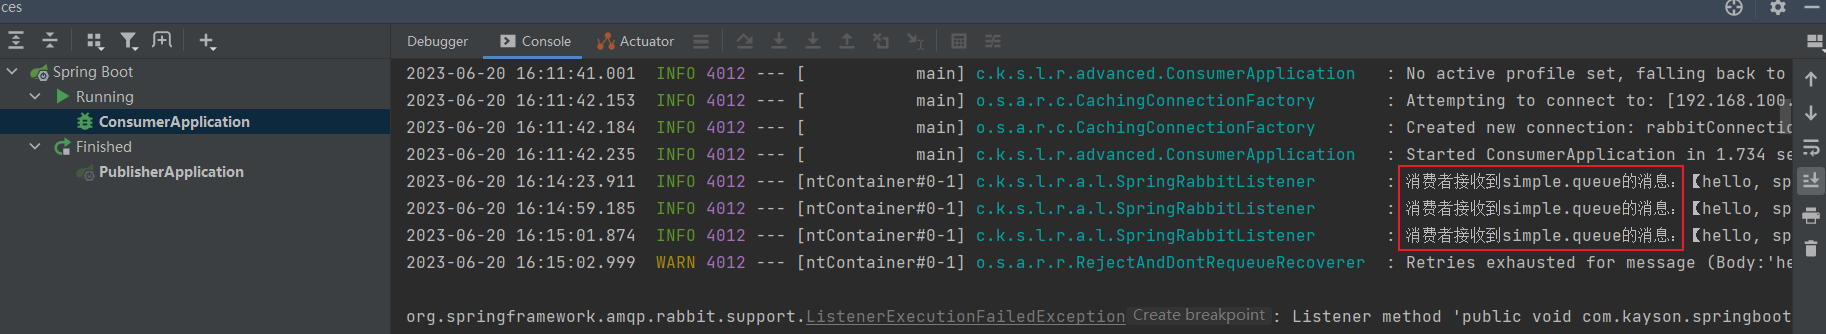 ces
Debugger
Console
Actuator
Spring Boot
Running
ConsumerApplication
Finished
PublisherApplication
2023-06-20 16:11:41.001  INFO 4012 --- [           main] c.k.s.l.r.advanced.ConsumerApplication   : No active profile set, falling back to
2023-06-20 16:11:42.153  INFO 4012 --- [           main] o.s.a.r.c.CachingConnectionFactory       : Attempting to connect to: [192.168.100.
2023-06-20 16:11:42.184  INFO 4012 --- [           main] o.s.a.r.c.CachingConnectionFactory       : Created new connection: rabbitConnectio
2023-06-20 16:11:42.235  INFO 4012 --- [           main] c.k.s.l.r.advanced.ConsumerApplication   : Started ConsumerApplication in 1.734 se
2023-06-20 16:14:23.911  INFO 4012 --- [ntContainer#0-1] c.k.s.l.r.a.l.SpringRabbitListener       : 消费者接收到simple.queue的消息:【hello, sp
2023-06-20 16:14:59.185  INFO 4012 --- [ntContainer#0-1] c.k.s.l.r.a.l.SpringRabbitListener       : 消费者接收到simple.queue的消息:【hello, sp
2023-06-20 16:15:01.874  INFO 4012 --- [ntContainer#0-1] c.k.s.l.r.a.l.SpringRabbitListener       : 消费者接收到simple.queue的消息:【hello, sp
2023-06-20 16:15:02.999  WARN 4012 --- [ntContainer#0-1] o.s.a.r.r.RejectAndDontRequeueRecoverer  : Retries exhausted for message (Body:'he
org.springframework.amqp.rabbit.support.ListenerExecutionFailedException Create breakpoint : Listener method 'public void com.kayson.springboot